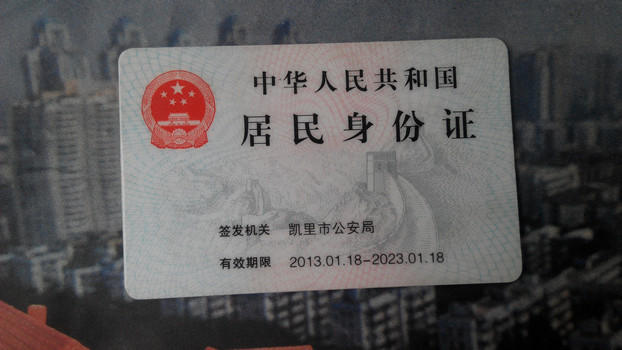 中华人民共和国
居民身份证
签发机关 凯里市公安局
有效期限 2013.01.18-2023.01.18